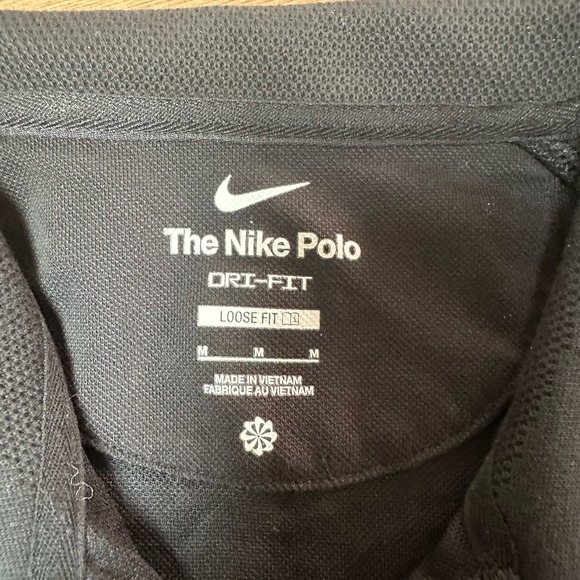 The Nike Polo
DRI-FIT
LOOSE FIT
M M M
MADE IN VIETNAM
FABRIQUE AU VIETNAM